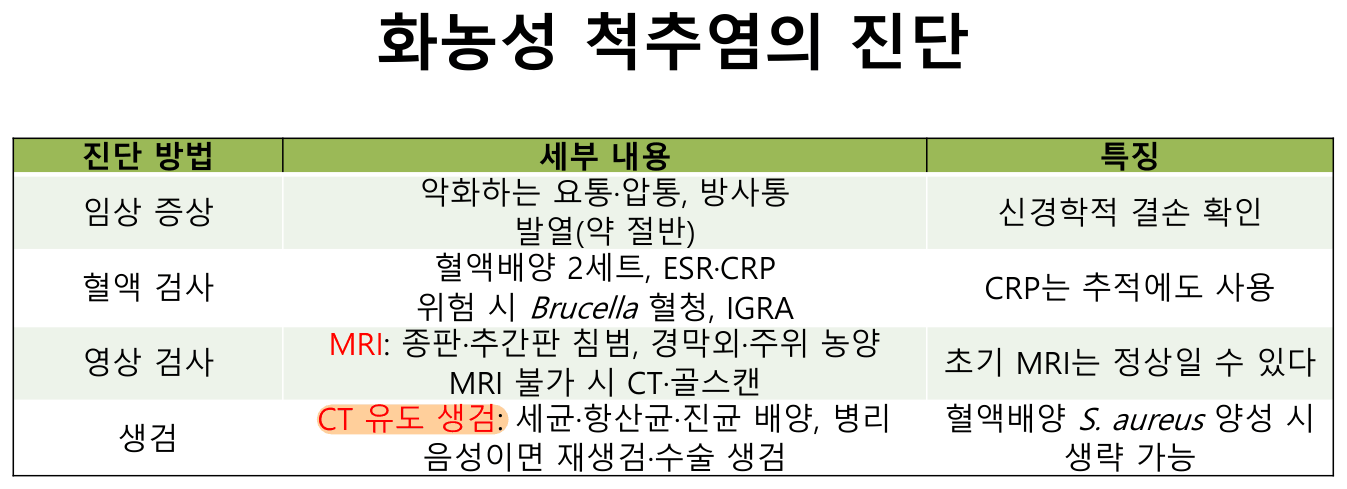 화농성 척추염의 진단
진단 방법
세부 내용
특징
임상 증상
악화하는 요통·압통, 방사통
발열(약 절반)
신경학적 결손 확인
혈액 검사
혈액배양 2세트, ESR·CRP
위험 시 Brucella 혈청, IGRA
CRP는 추적에도 사용
영상 검사
MRI: 종판·추간판 침범, 경막외·주위 농양
MRI 불가 시 CT·골스캔
초기 MRI는 정상일 수 있다
생검
CT 유도 생검: 세균·항산균·진균 배양, 병리
음성이면 재생검·수술 생검
혈액배양 S. aureus 양성 시
생략 가능